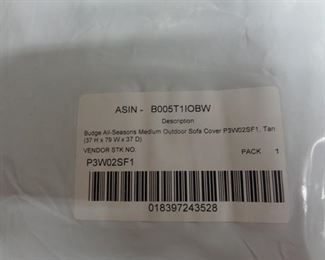 ASIN - B005T1IOBW
Description
Budge All-Seasons Medium Outdoor Sofa Cover P3W02SF1, Tan
(37 H x 79 W x 37 D)
VENDOR STK NO. PACK 1
P3W02SF1
018397243528